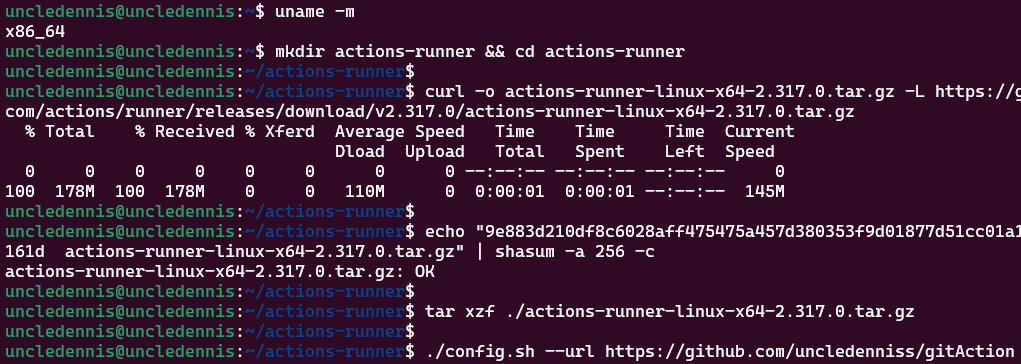 uncledennis@uncledennis:~$ uname -m
x86_64
uncledennis@uncledennis:~$ mkdir actions-runner && cd actions-runner
uncledennis@uncledennis:~/actions-runner$
uncledennis@uncledennis:~/actions-runner$ curl -o actions-runner-linux-x64-2.317.0.tar.gz -L https://g
com/actions/runner/releases/download/v2.317.0/actions-runner-linux-x64-2.317.0.tar.gz
% Total % Received % Xferd Average Speed Time Time Time Current
Dload Upload Total Spent Left Speed
0 0 0 0 0 0 0 0 --:--:-- --:--:-- --:--:-- 0
100 178M 100 178M 0 0 110M 0 0:00:01 0:00:01 --:--:-- 145M
uncledennis@uncledennis:~/actions-runner$
uncledennis@uncledennis:~/actions-runner$ echo "9e883d210df8c6028aff475475a457d380353f9d01877d51cc01a1
161d actions-runner-linux-x64-2.317.0.tar.gz" | shasum -a 256 -c
actions-runner-linux-x64-2.317.0.tar.gz: OK
uncledennis@uncledennis:~/actions-runner$
uncledennis@uncledennis:~/actions-runner$ tar xzf ./actions-runner-linux-x64-2.317.0.tar.gz
uncledennis@uncledennis:~/actions-runner$
uncledennis@uncledennis:~/actions-runner$ ./config.sh --url https://github.com/uncledenniss/gitAction